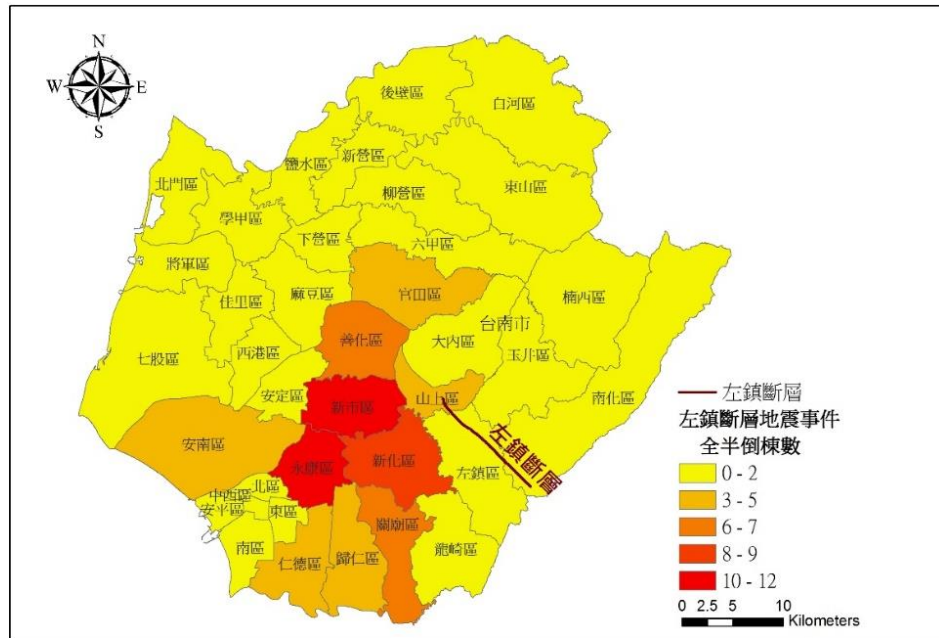 N
W E
S
後壁區
白河區
鹽水區
新營區
東山區
北門區
柳營區
學甲區
下營區
六甲區
將軍區
官田區
楠西區
佳里區
麻豆區
台南市
善化區
大內區
玉井區
七股區
西港區
安定區
新市區
山上區
南化區
安南區
左鎮斷層
永康區
新化區
左鎮區
中西區
北區
安平區
東區
關廟區
南區
仁德區
歸仁區
龍崎區
左鎮斷層
左鎮斷層地震事件
全半倒棟數
0 - 2
3 - 5
6 - 7
8 - 9
10 - 12
0 2.5 5 10
Kilometers